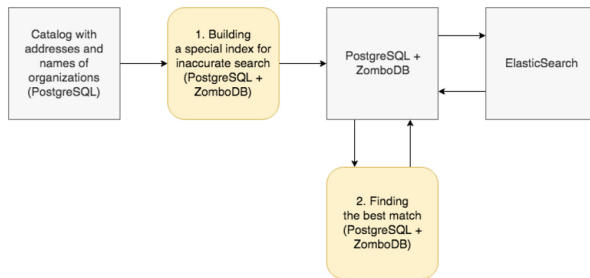 Catalog with
addresses and
names of
organizations
(PostgreSQL)
1. Building
a special index for
inaccurate search
(PostgreSQL +
ZomboDB)
PostgreSQL +
ZomboDB
ElasticSearch
2. Finding
the best match
(PostgreSQL +
ZomboDB)